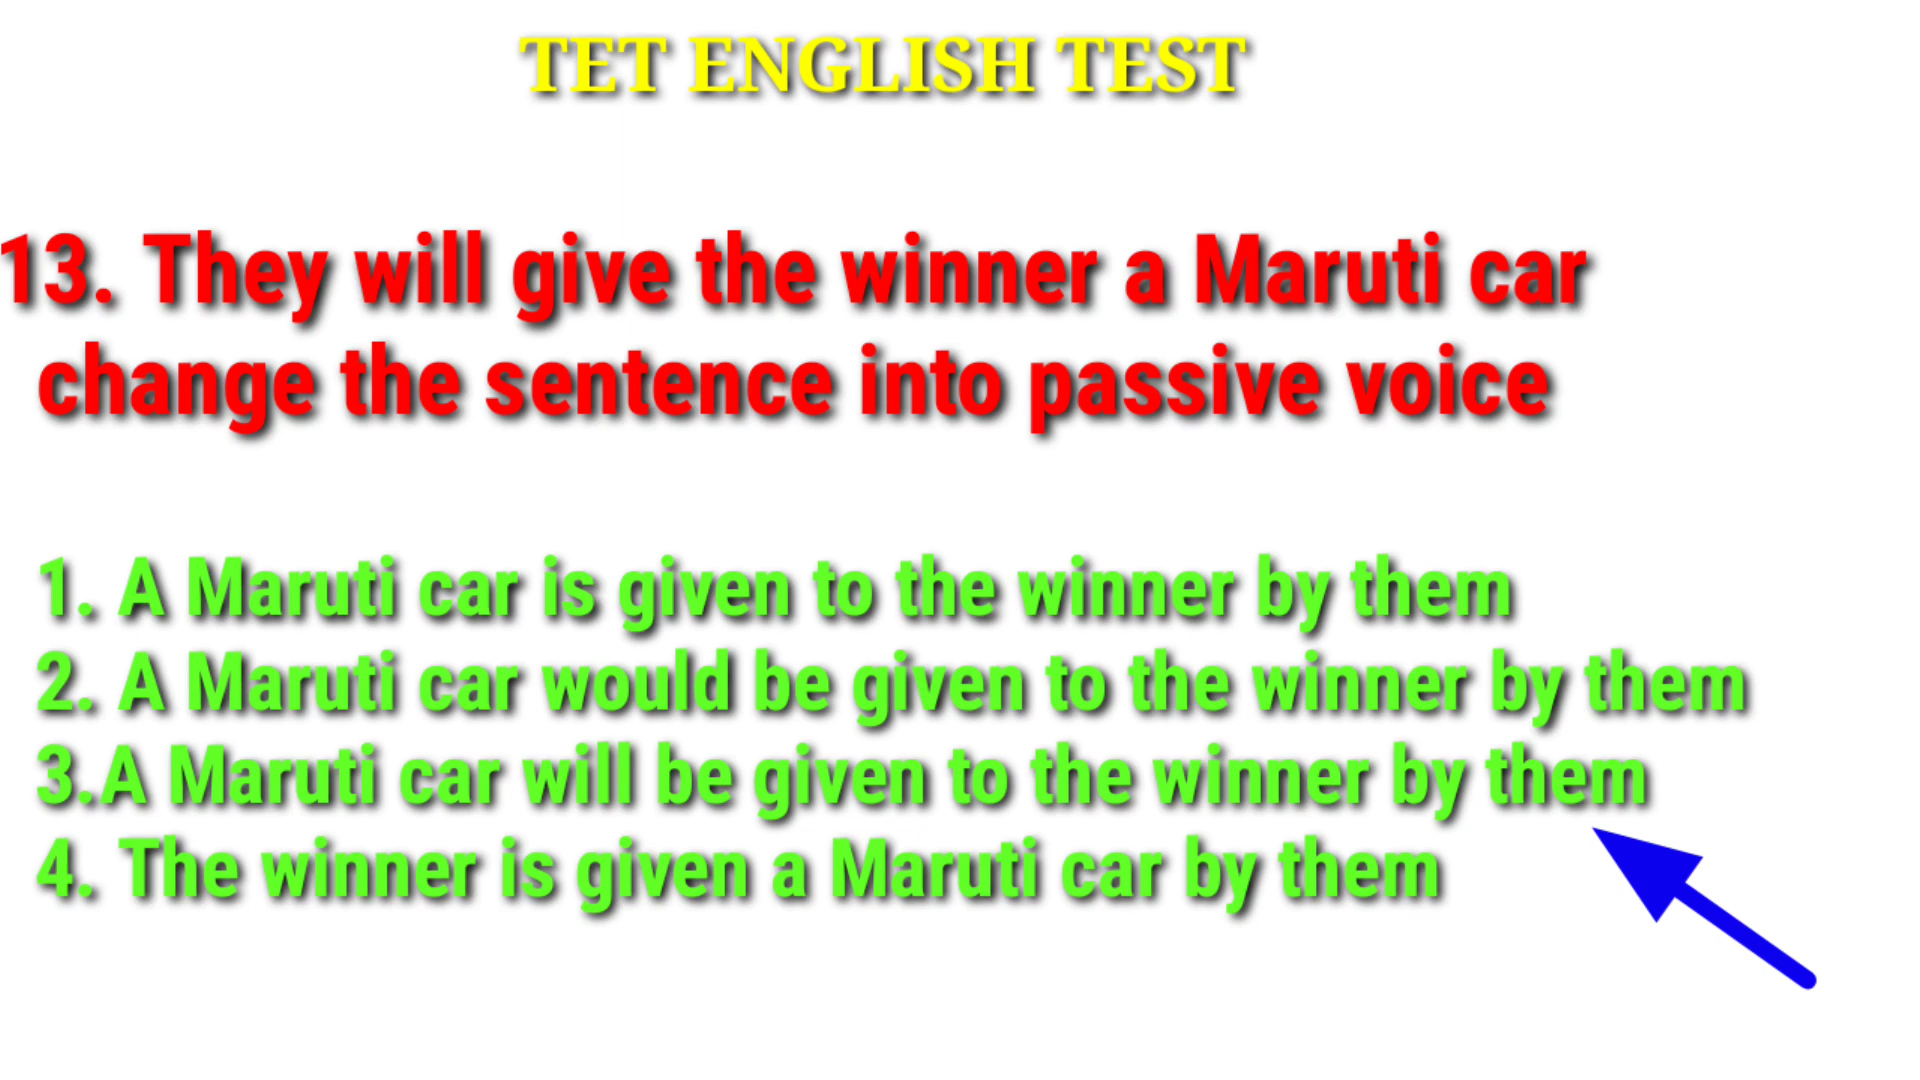 TET ENGLISH TEST
13. They will give the winner a Maruti car
change the sentence into passive voice
1. A Maruti car is given to the winner by them
2. A Maruti car would be given to the winner by them
3.A Maruti car will be given to the winner by them
4. The winner is given a Maruti car by them